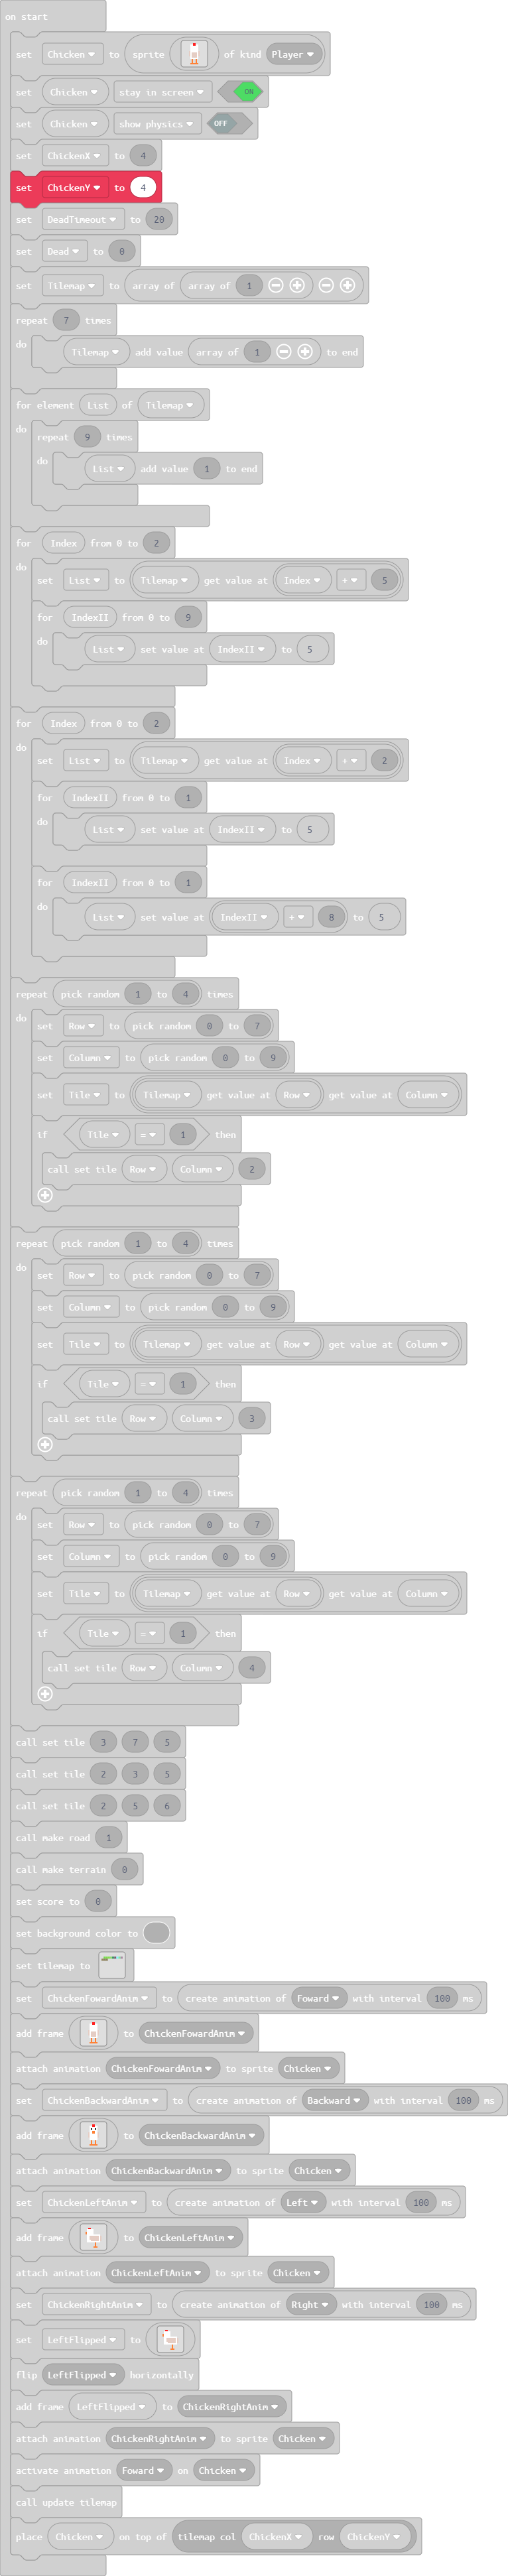 on start
set Chicken to sprite of kind Player
set Chicken stay in screen ON
set Chicken show physics OFF
set ChickenX to 4
set ChickenY to 4
set DeadTimeout to 20
set Dead to 0
set Tilemap to array of array of 1
repeat 7 times
do Tilemap add value array of 1 to end
for element List of Tilemap
do repeat 9 times
do List add value 1 to end
for Index from 0 to 2
do set List to Tilemap get value at Index + 5
for IndexII from 0 to 9
do List set value at IndexII to 5
for Index from 0 to 2
do set List to Tilemap get value at Index + 2
for IndexII from 0 to 1
do List set value at IndexII to 5
for IndexII from 0 to 1
do List set value at IndexII + 8 to 5
repeat pick random 1 to 4 times
do set Row to pick random 0 to 7
set Column to pick random 0 to 9
set Tile to Tilemap get value at Row get value at Column
if Tile = 1 then
call set tile Row Column 2
repeat pick random 1 to 4 times
do set Row to pick random 0 to 7
set Column to pick random 0 to 9
set Tile to Tilemap get value at Row get value at Column
if Tile = 1 then
call set tile Row Column 3
repeat pick random 1 to 4 times
do set Row to pick random 0 to 7
set Column to pick random 0 to 9
set Tile to Tilemap get value at Row get value at Column
if Tile = 1 then
call set tile Row Column 4
call set tile 3 7 5
call set tile 2 3 5
call set tile 2 5 6
call make road 1
call make terrain 0
set score to 0
set background color to
set tilemap to
set ChickenFowardAnim to create animation of Foward with interval 100 ms
add frame to ChickenFowardAnim
attach animation ChickenFowardAnim to sprite Chicken
set ChickenBackwardAnim to create animation of Backward with interval 100 ms
add frame to ChickenBackwardAnim
attach animation ChickenBackwardAnim to sprite Chicken
set ChickenLeftAnim to create animation of Left with interval 100 ms
add frame to ChickenLeftAnim
attach animation ChickenLeftAnim to sprite Chicken
set ChickenRightAnim to create animation of Right with interval 100 ms
set LeftFlipped to
flip LeftFlipped horizontally
add frame LeftFlipped to ChickenRightAnim
attach animation ChickenRightAnim to sprite Chicken
activate animation Foward on Chicken
call update tilemap
place Chicken on top of tilemap col ChickenX row ChickenY